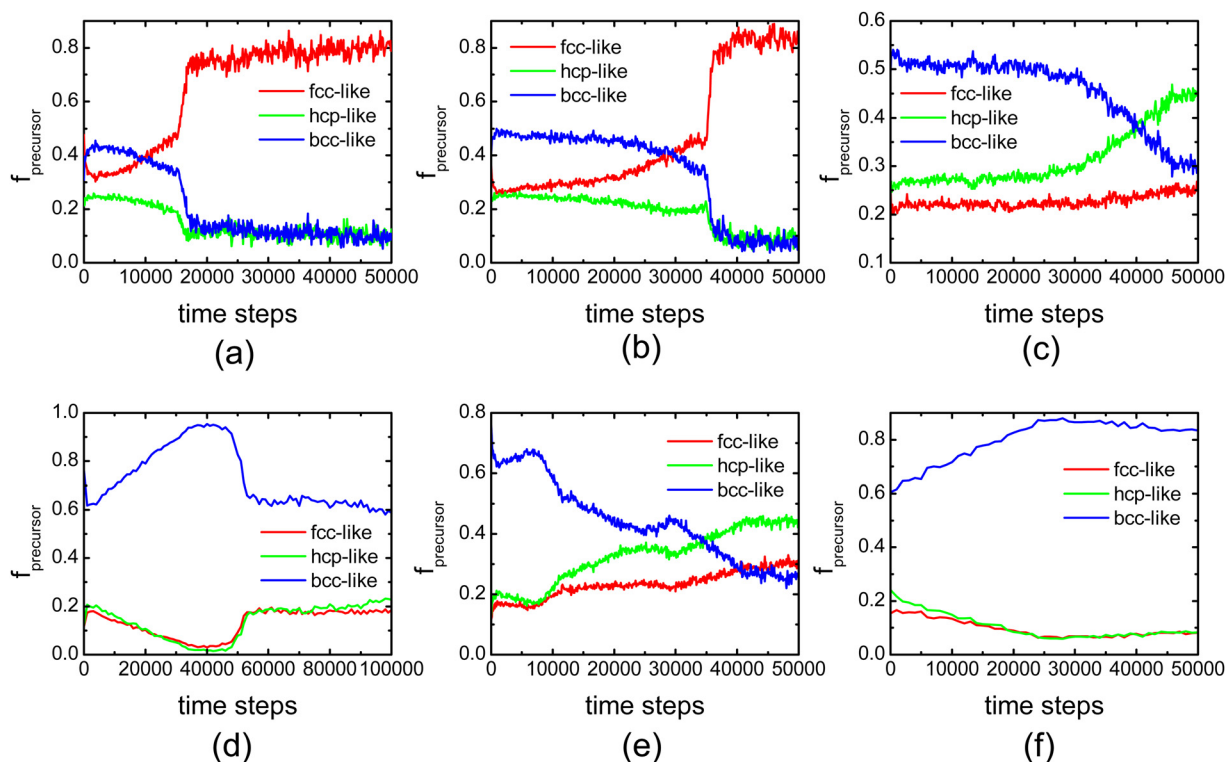 0.8
0.6
0.4
0.2
0.0
f precursor
fcc-like
hcp-like
bcc-like
0 10000 20000 30000 40000 50000
time steps
(a)
0.8
0.6
0.4
0.2
0.0
f precursor
fcc-like
hcp-like
bcc-like
0 10000 20000 30000 40000 50000
time steps
(b)
0.6
0.5
0.4
0.3
0.2
0.1
f precursor
fcc-like
hcp-like
bcc-like
0 10000 20000 30000 40000 50000
time steps
(c)
1.0
0.8
0.6
0.4
0.2
0.0
f precursor
fcc-like
hcp-like
bcc-like
0 20000 40000 60000 80000 100000
time steps
(d)
0.8
0.6
0.4
0.2
0.0
f precursor
fcc-like
hcp-like
bcc-like
0 10000 20000 30000 40000 50000
time steps
(e)
0.8
0.6
0.4
0.2
0.0
f precursor
fcc-like
hcp-like
bcc-like
0 10000 20000 30000 40000 50000
time steps
(f)